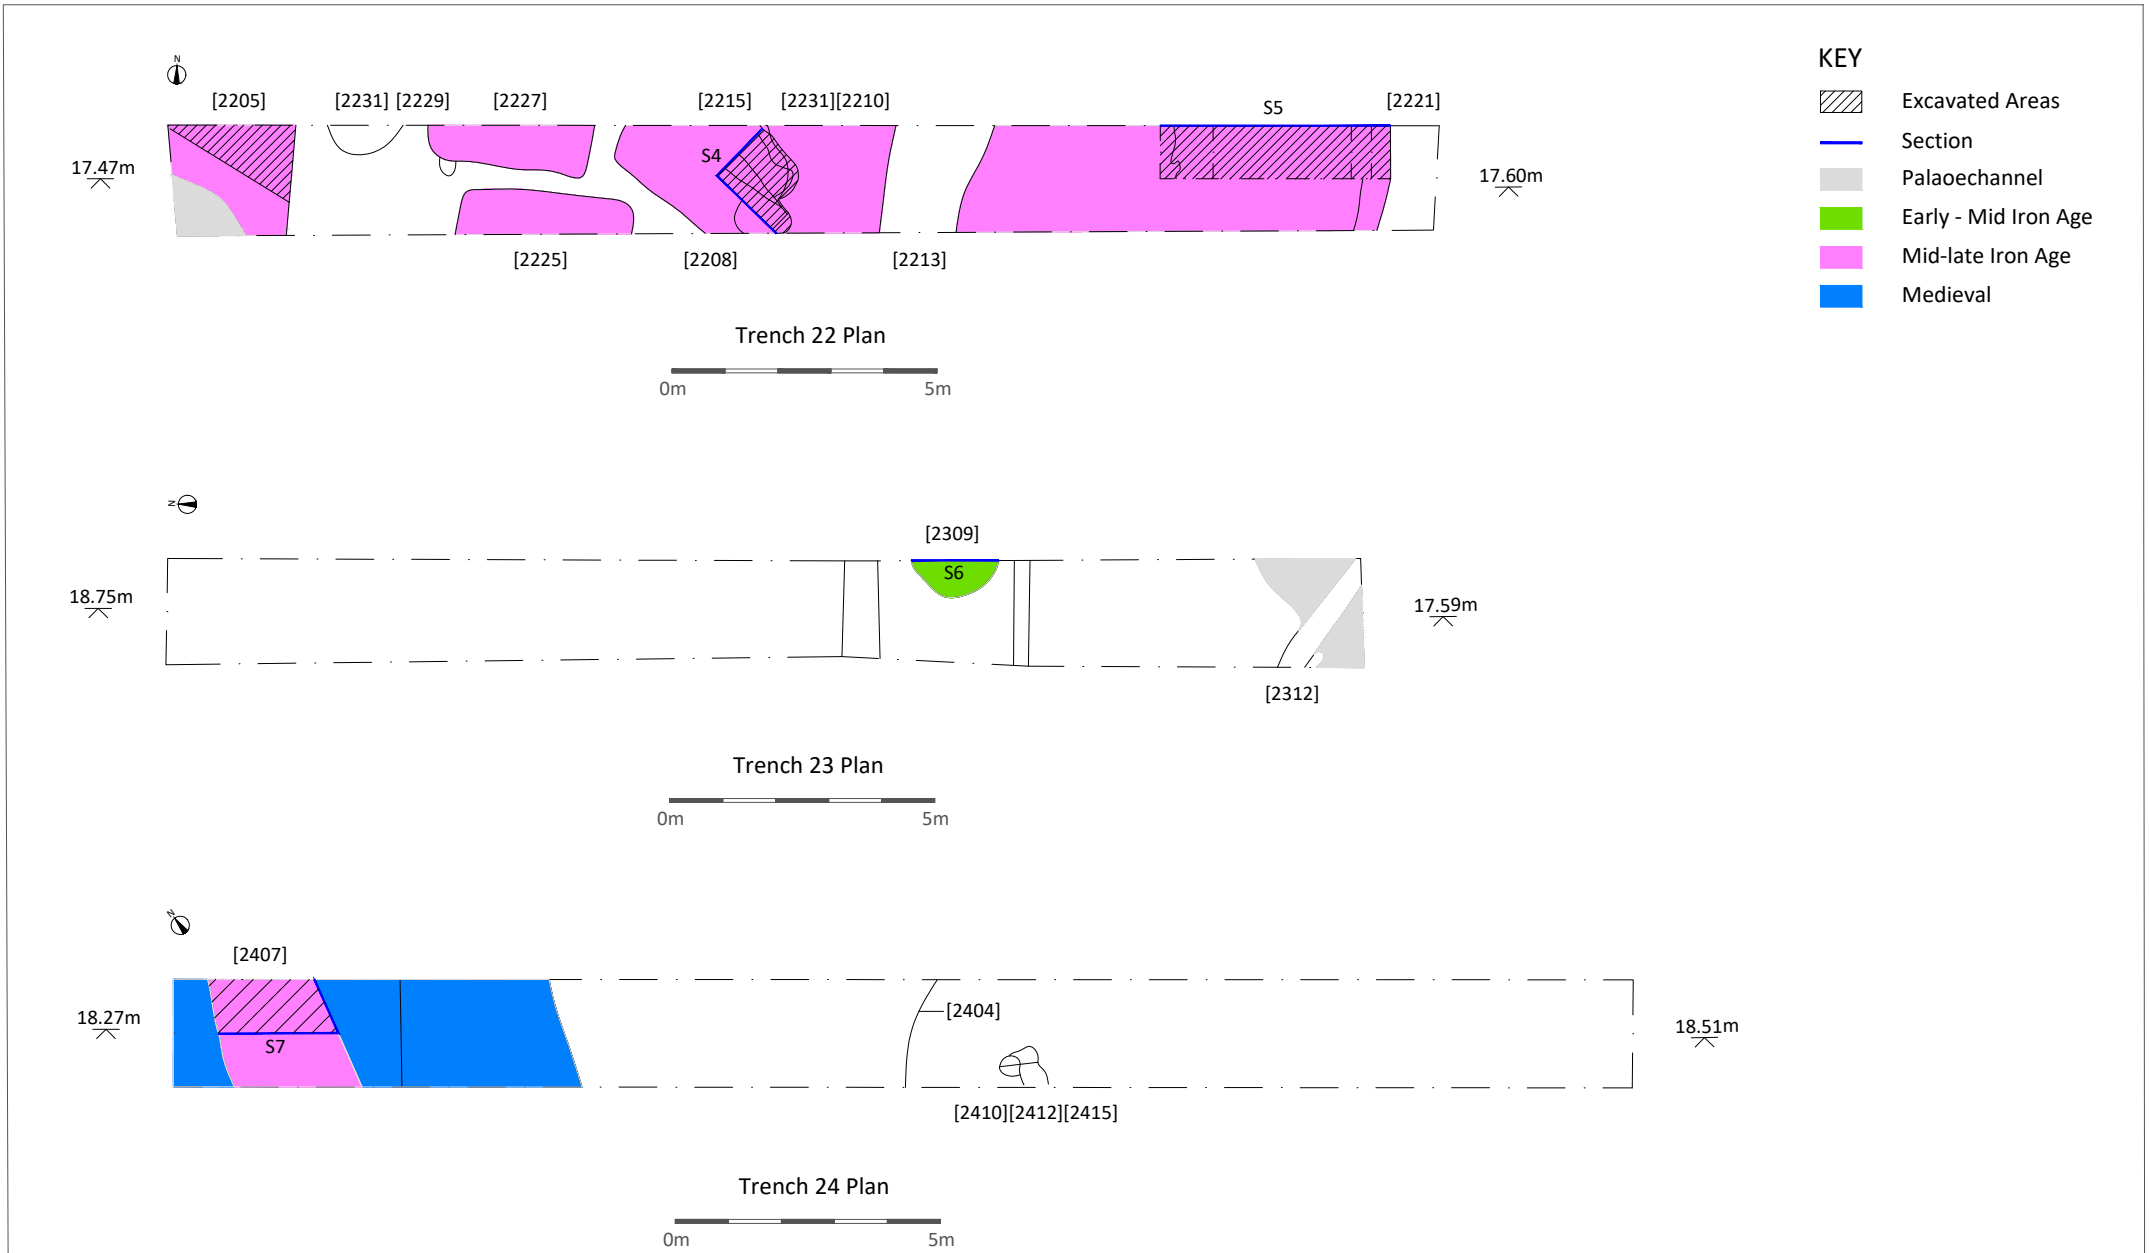 N
KEY
[2205] [2231] [2229] [2227] [2215] [2231][2210] S5 [2221]
Excavated Areas
Section
S4
17.47m
17.60m
Palaoechannel
Early - Mid Iron Age
[2225] [2208] [2213]
Mid-late Iron Age
Medieval
Trench 22 Plan
0m 5m
N
[2309]
S6
18.75m
17.59m
[2312]
Trench 23 Plan
0m 5m
N
[2407]
[2404]
18.27m
18.51m
S7
[2410][2412][2415]
Trench 24 Plan
0m 5m